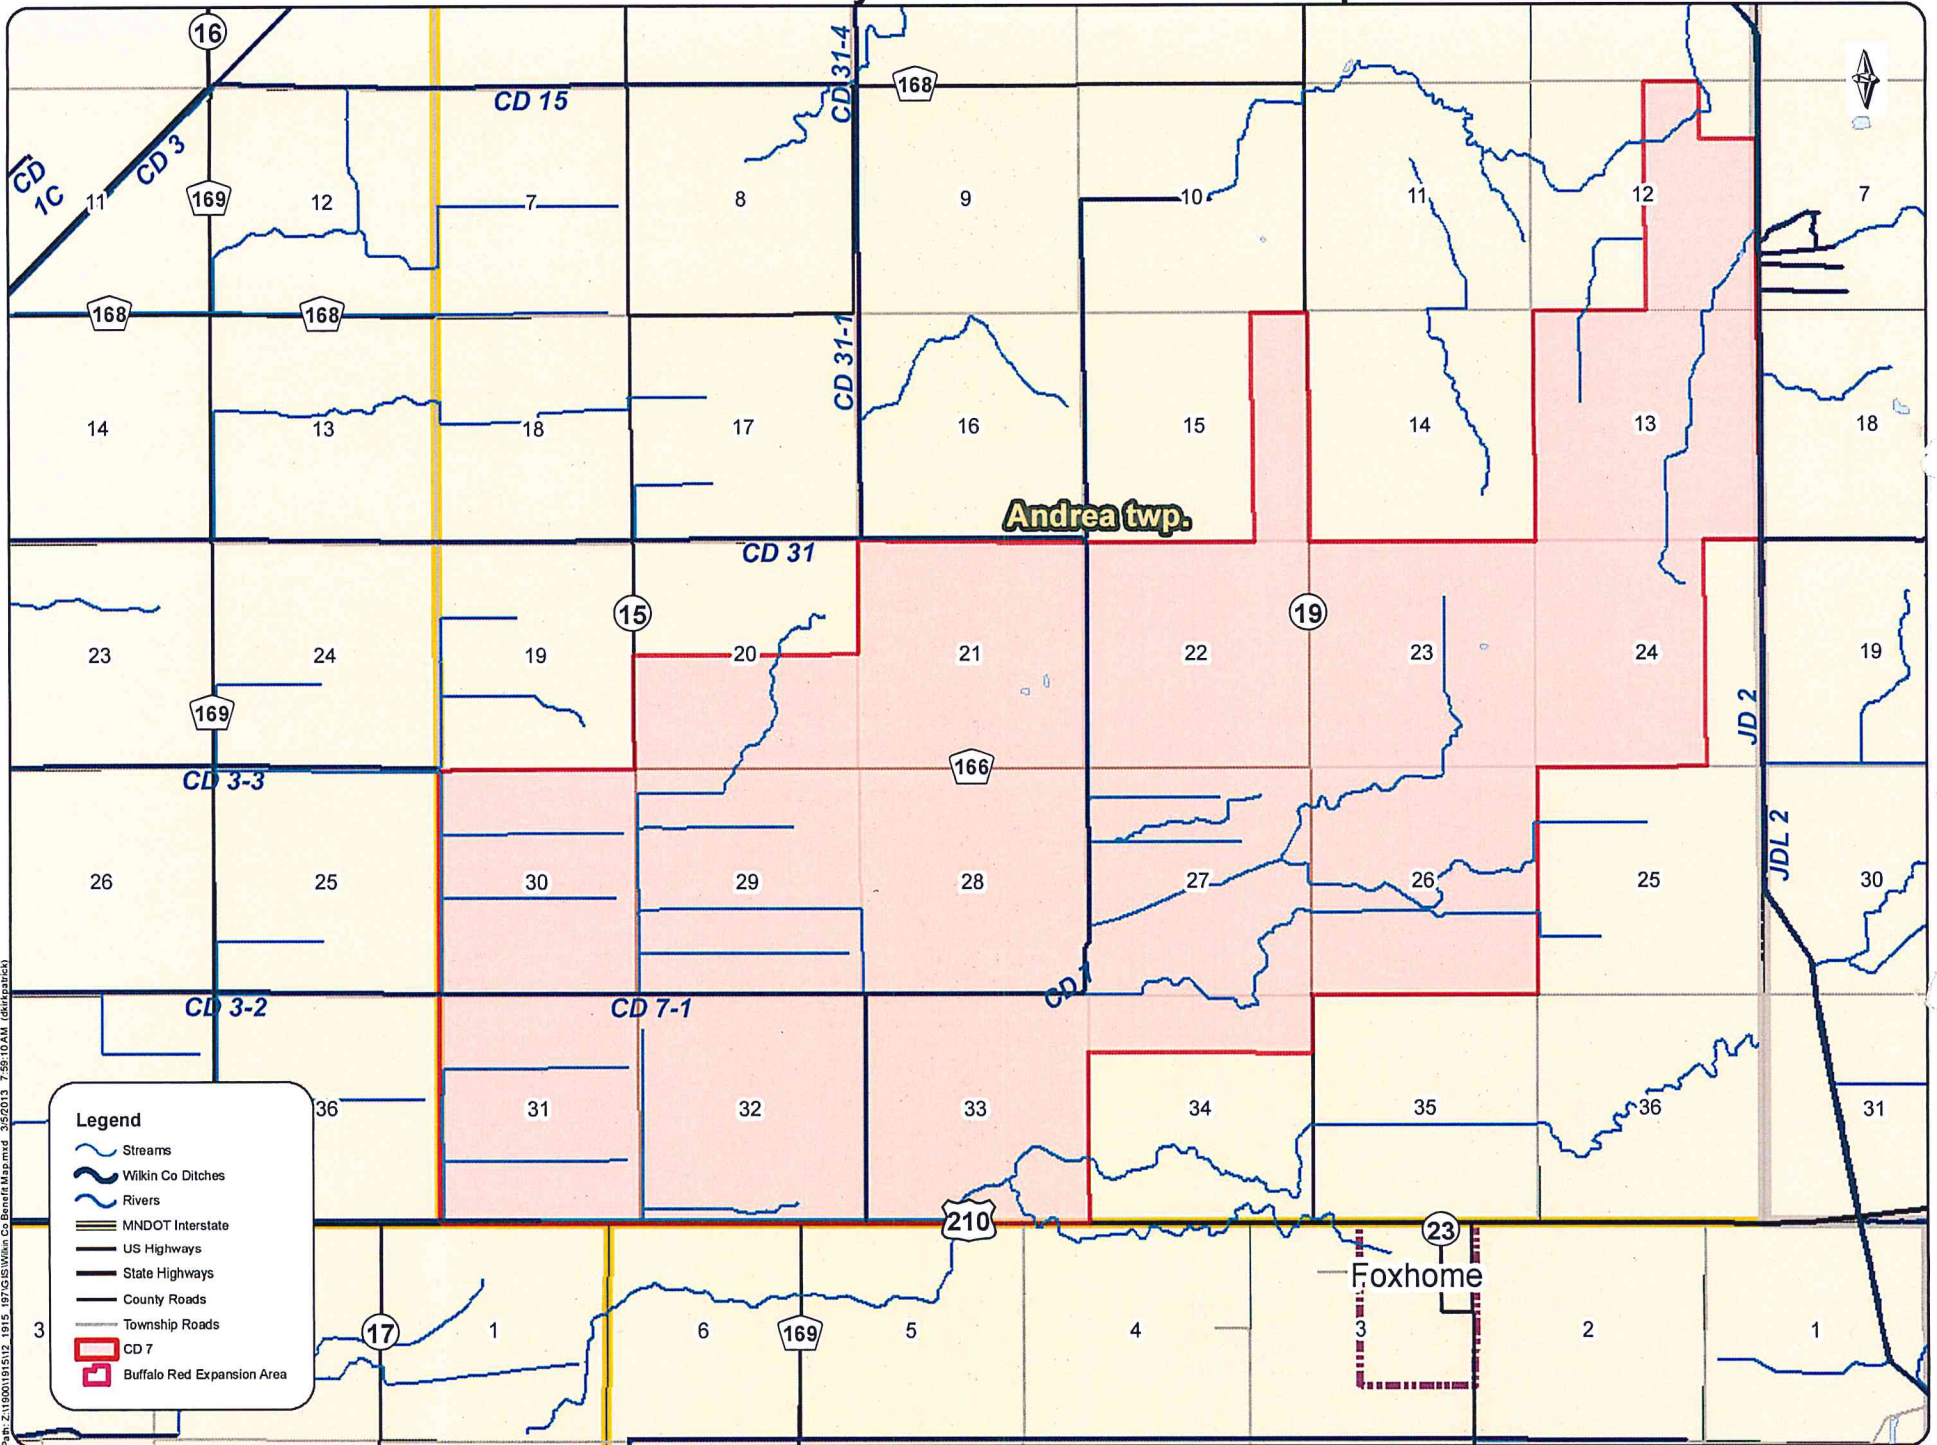 16
CD 31-4
168
CD 15
CD 3
CD
1C
11
169
12
7
8
9
10
11
12
7
168
168
CD 31-1
14
13
18
17
16
15
14
13
18
Andrea twp.
CD 31
15
19
23
24
19
20
21
22
23
24
19
169
JD 2
CD 3-3
166
JDL 2
26
25
30
29
28
27
26
25
30
CD 3-2
CD 7-1
CD 7
36
31
32
33
34
35
36
31
210
23
Foxhome
3
17
1
6
169
5
4
3
2
1
Legend
Streams
Wilkin Co Ditches
Rivers
MNDOT Interstate
US Highways
State Highways
County Roads
Township Roads
CD 7
Buffalo Red Expansion Area